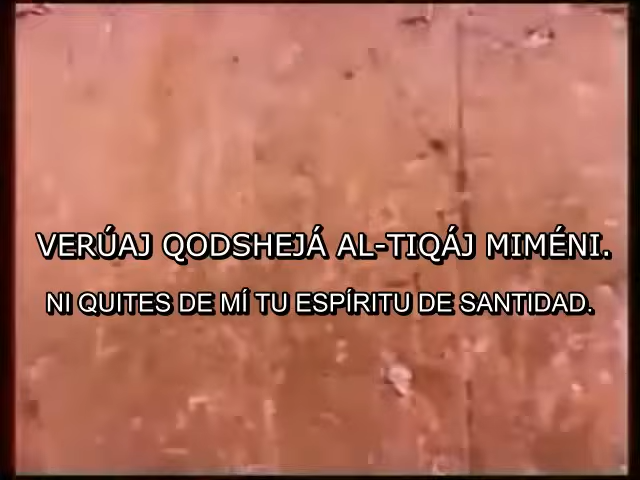 VERÚAJ QODSHEJÁ AL-TIQÁJ MIMÉNI.
NI QUITES DE MÍ TU ESPÍRITU DE SANTIDAD.